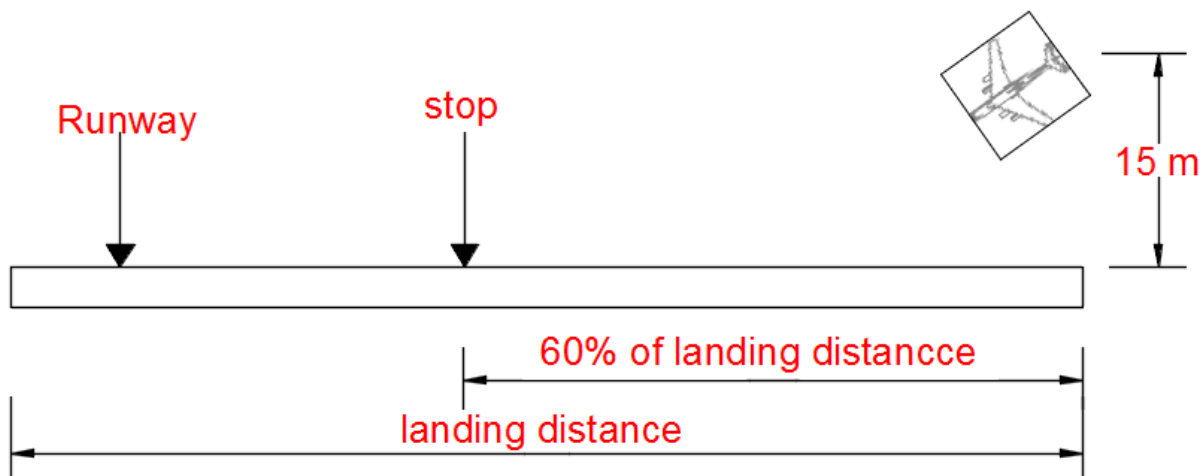 Runway
stop
15 m
60% of landing distancce
landing distance